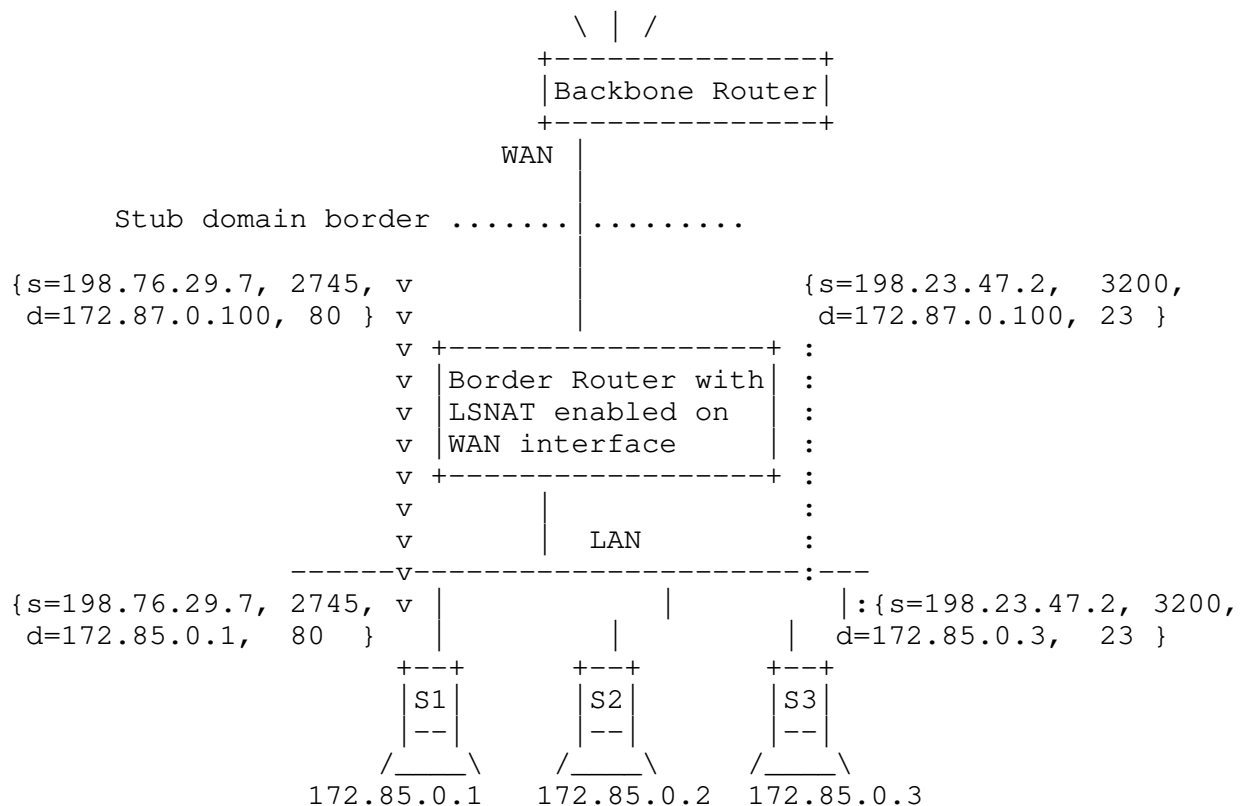 Backbone Router
WAN
Stub domain border
{s=198.76.29.7, 2745, v {s=198.23.47.2, 3200,
d=172.87.0.100, 80 } v d=172.87.0.100, 23 }
v
v Border Router with
v LSNAT enabled on
v WAN interface
v
v
v LAN
v
{s=198.76.29.7, 2745, v :{s=198.23.47.2, 3200,
d=172.85.0.1, 80 } d=172.85.0.3, 23 }
S1 S2 S3
172.85.0.1 172.85.0.2 172.85.0.3